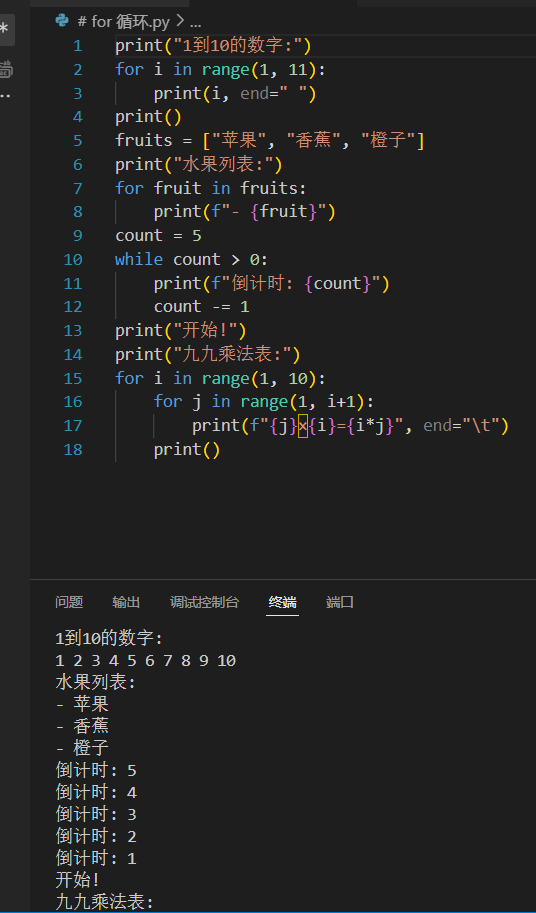 # for 循环.py > ...
1 print("1到10的数字:")
2 for i in range(1, 11):
3 print(i, end=" ")
4 print()
5 fruits = ["苹果", "香蕉", "橙子"]
6 print("水果列表:")
7 for fruit in fruits:
8 print(f"- {fruit}")
9 count = 5
10 while count > 0:
11 print(f"倒计时: {count}")
12 count -= 1
13 print("开始!")
14 print("九九乘法表:")
15 for i in range(1, 10):
16 for j in range(1, i+1):
17 print(f"{j}×{i}={i*j}", end="\t")
18 print()
问题 输出 调试控制台 终端 端口
1到10的数字:
1 2 3 4 5 6 7 8 9 10
水果列表:
- 苹果
- 香蕉
- 橙子
倒计时: 5
倒计时: 4
倒计时: 3
倒计时: 2
倒计时: 1
开始!
九九乘法表: